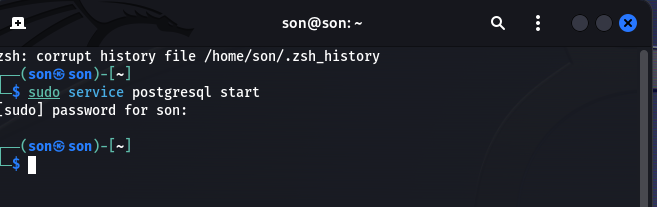 son@son: ~
zsh: corrupt history file /home/son/.zsh_history
(son㉿son)-[~]
$ sudo service postgresql start
[sudo] password for son:
(son㉿son)-[~]
$